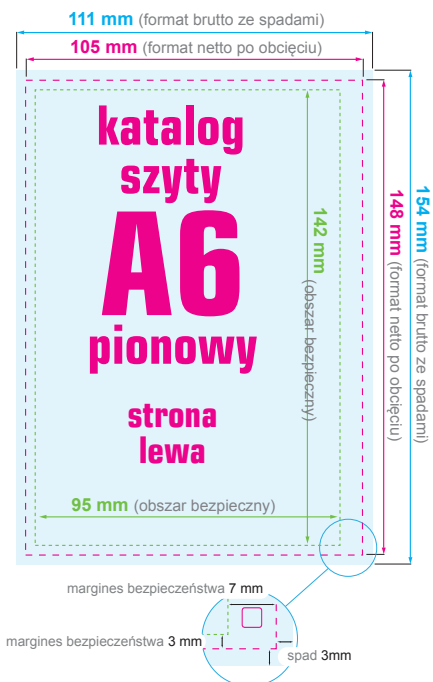 111 mm (format brutto ze spadami)
105 mm (format netto po obcięciu)
katalog
szyty
A6
pionowy
strona
lewa
142 mm (obszar bezpieczny)
148 mm (format netto po obcięciu)
154 mm (format brutto ze spadami)
95 mm (obszar bezpieczny)
margines bezpieczeństwa 7 mm
margines bezpieczeństwa 3 mm
spad 3mm